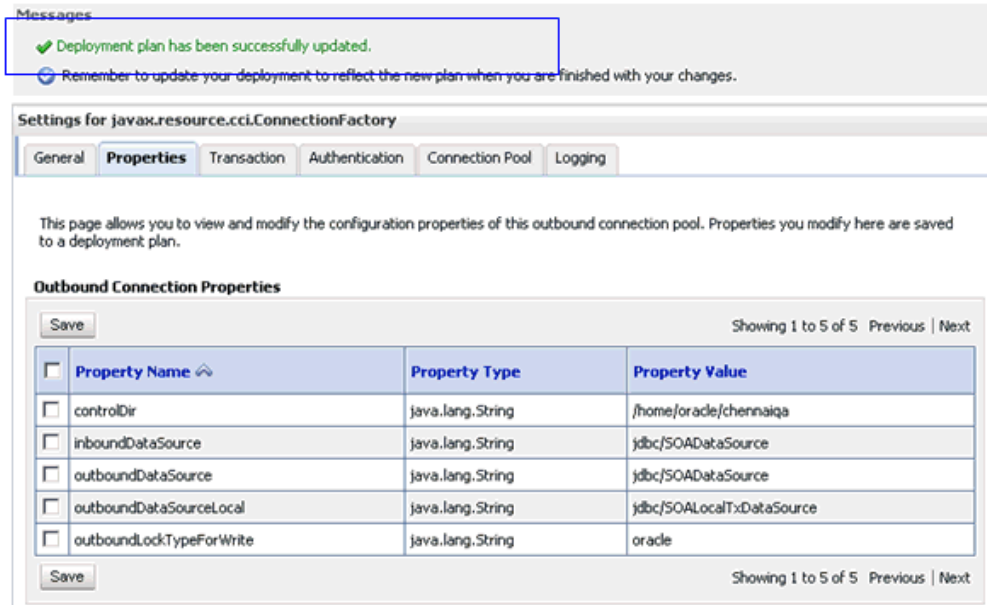 Messages
Deployment plan has been successfully updated.
Remember to update your deployment to reflect the new plan when you are finished with your changes.
Settings for javax.resource.cci.ConnectionFactory
General Properties Transaction Authentication Connection Pool Logging
This page allows you to view and modify the configuration properties of this outbound connection pool. Properties you modify here are saved
to a deployment plan.
Outbound Connection Properties
Save Showing 1 to 5 of 5 Previous | Next
Property Name Property Type Property Value
controlDir java.lang.String /home/oracle/chennaiqa
inboundDataSource java.lang.String jdbc/SOADataSource
outboundDataSource java.lang.String jdbc/SOADataSource
outboundDataSourceLocal java.lang.String jdbc/SOALocalTxDataSource
outboundLockTypeForWrite java.lang.String oracle
Save Showing 1 to 5 of 5 Previous | Next